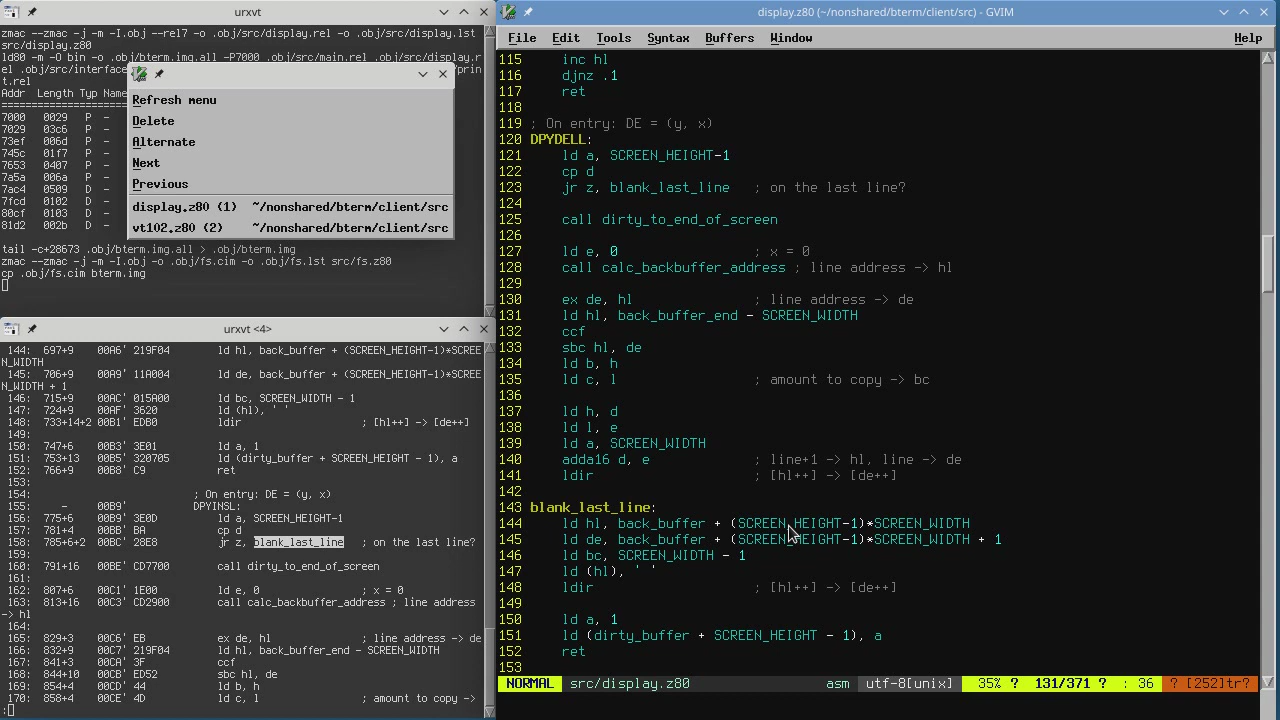 urxvt
zmac --zmac -j -m -I.obj --rel7 -o .obj/src/display.rel -o .obj/src/display.lst
src/display.z80
ld80 -m -O bin -o .obj/bterm.img.all -P7000 .obj/src/main.rel .obj/src/display.r
el .obj/src/interface
t.rel
Addr  Length Typ Name
7000  0029  P  -
7029  03c6  P  -
73ef  006d  P  -
745c  01f7  P  -
7653  0407  P  -
7a5a  006a  P  -
7ac4  0509  D  -
7fcd  0102  D  -
80cf  0103  D  -
81d2  002b  D  -
tail -c+28673 .obj/bterm.img.all > .obj/bterm.img
zmac --zmac -j -m -I.obj -o .obj/fs.cim -o .obj/fs.lst src/fs.z80
cp .obj/fs.cim bterm.img
Refresh menu
Delete
Alternate
Next
Previous
display.z80 (1)  ~/nonshared/bterm/client/src
vt102.z80 (2)  ~/nonshared/bterm/client/src
urxvt <4>
144:  697+9  00A6' 219F04  ld hl, back_buffer + (SCREEN_HEIGHT-1)*SCREE
N_WIDTH
145:  706+9  00A9' 11A004  ld de, back_buffer + (SCREEN_HEIGHT-1)*SCREE
N_WIDTH + 1
146:  715+9  00AC' 015A00  ld bc, SCREEN_WIDTH - 1
147:  724+9  00AF' 3620  ld (hl), ' '
148:  733+14+2 00B1' EDB0  ldir  ; [hl++] -> [de++]
149:
150:  747+6  00B3' 3E01  ld a, 1
151:  753+13  00B5' 320705  ld (dirty_buffer + SCREEN_HEIGHT - 1), a
152:  766+9  00B8' C9  ret
153:
154:  ; On entry: DE = (y, x)
155:  -  00B9'  DPYINSL:
156:  775+6  00B9' 3E0D  ld a, SCREEN_HEIGHT-1
157:  781+4  00BB' BA  cp d
158:  785+6+2 00BC' 28E8  jr z, blank_last_line  ; on the last line?
160:  791+16  00BE' CD7700  call dirty_to_end_of_screen
161:
162:  807+6  00C1' 1E00  ld e, 0  ; x = 0
163:  813+16  00C3' CD2900  call calc_backbuffer_address ; line address
-> hl
164:
165:  829+3  00C6' EB  ex de, hl  ; line address -> de
166:  832+9  00C7' 219F04  ld hl, back_buffer_end - SCREEN_WIDTH
167:  841+3  00CA' 3F  ccf
168:  844+10  00CB' ED52  sbc hl, de
169:  854+4  00CD' 44  ld b, h
170:  858+4  00CE' 4D  ld c, l  ; amount to copy ->
:
display.z80 (~/nonshared/bterm/client/src) - GVIM
File  Edit  Tools  Syntax  Buffers  Window  Help
115  inc hl
116  djnz .1
117  ret
118
119 ; On entry: DE = (y, x)
120 DPYDELL:
121  ld a, SCREEN_HEIGHT-1
122  cp d
123  jr z, blank_last_line  ; on the last line?
124
125  call dirty_to_end_of_screen
126
127  ld e, 0  ; x = 0
128  call calc_backbuffer_address ; line address -> hl
129
130  ex de, hl  ; line address -> de
131  ld hl, back_buffer_end - SCREEN_WIDTH
132  ccf
133  sbc hl, de
134  ld b, h
135  ld c, l  ; amount to copy -> bc
136
137  ld h, d
138  ld l, e
139  ld a, SCREEN_WIDTH
140  adda16 d, e  ; line+1 -> hl, line -> de
141  ldir  ; [hl++] -> [de++]
142
143 blank_last_line:
144  ld hl, back_buffer + (SCREEN_HEIGHT-1)*SCREEN_WIDTH
145  ld de, back_buffer + (SCREEN_HEIGHT-1)*SCREEN_WIDTH + 1
146  ld bc, SCREEN_WIDTH - 1
147  ld (hl), ' '
148  ldir  ; [hl++] -> [de++]
149
150  ld a, 1
151  ld (dirty_buffer + SCREEN_HEIGHT - 1), a
152  ret
153
NORMAL  src/display.z80  asm  utf-8[unix]  35% ?  131/371 ?  : 36  ? [252]tr?